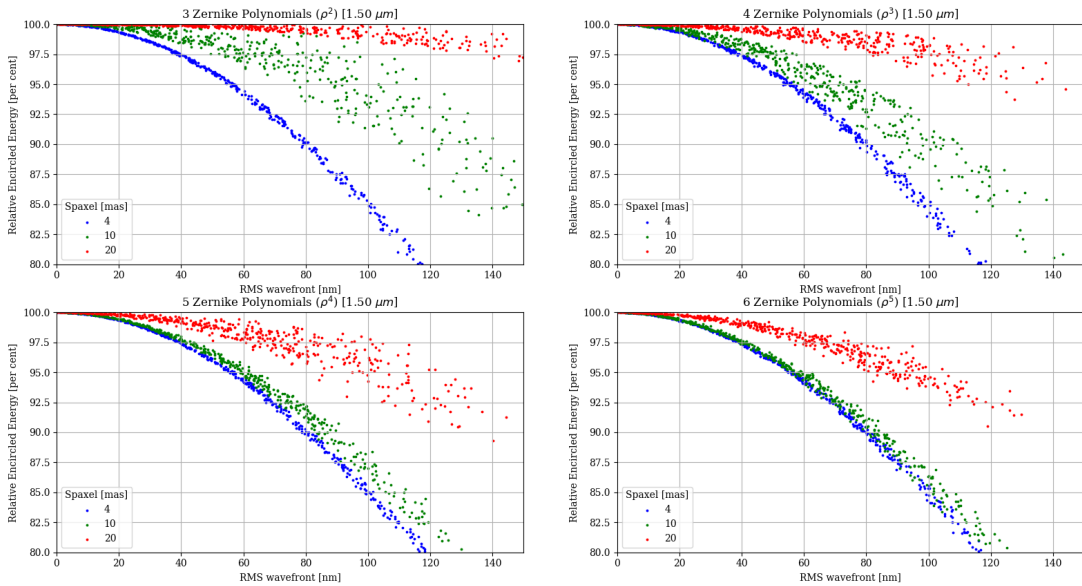 3 Zernike Polynomials (ρ²) [1.50 μm]
Relative Encircled Energy [per cent]
100.0
97.5
95.0
92.5
90.0
87.5
85.0
82.5
80.0
Spaxel [mas]
4
10
20
0 20 40 60 80 100 120 140
RMS wavefront [nm]
4 Zernike Polynomials (ρ³) [1.50 μm]
Relative Encircled Energy [per cent]
100.0
97.5
95.0
92.5
90.0
87.5
85.0
82.5
80.0
Spaxel [mas]
4
10
20
0 20 40 60 80 100 120 140
RMS wavefront [nm]
5 Zernike Polynomials (ρ⁴) [1.50 μm]
Relative Encircled Energy [per cent]
100.0
97.5
95.0
92.5
90.0
87.5
85.0
82.5
80.0
Spaxel [mas]
4
10
20
0 20 40 60 80 100 120 140
RMS wavefront [nm]
6 Zernike Polynomials (ρ⁵) [1.50 μm]
Relative Encircled Energy [per cent]
100.0
97.5
95.0
92.5
90.0
87.5
85.0
82.5
80.0
Spaxel [mas]
4
10
20
0 20 40 60 80 100 120 140
RMS wavefront [nm]